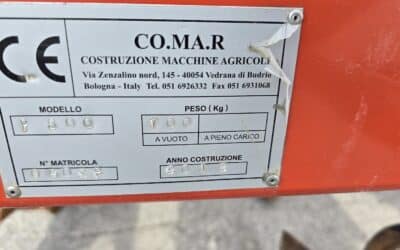 CE
CO.MA.R
COSTRUZIONE MACCHINE AGRICOLE
Via Zenzalino nord, 145 - 40054 Vedrana di Budrio
Bologna - Italy Tel. 051 6926332 Fax 051 6931068
MODELLO
PESO ( Kg )
A VUOTO
A PIENO CARICO
N° MATRICOLA
ANNO COSTRUZIONE